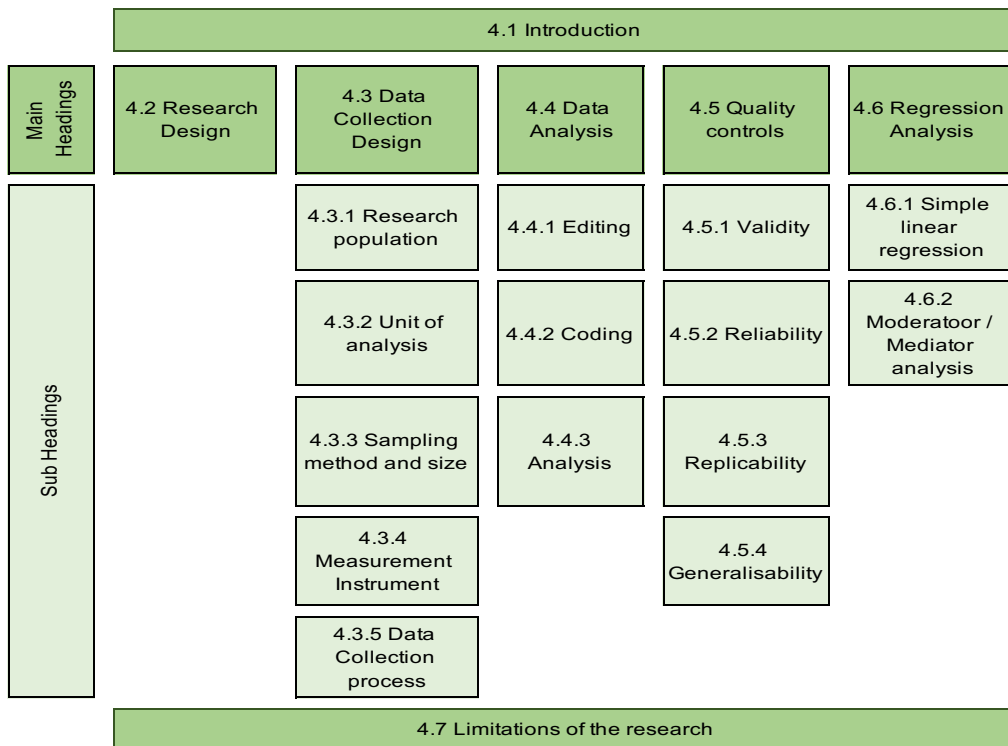 4.1 Introduction
Main
Headings
4.2 Research
Design
4.3 Data
Collection
Design
4.4 Data
Analysis
4.5 Quality
controls
4.6 Regression
Analysis
Sub Headings
4.3.1 Research
population
4.4.1 Editing
4.5.1 Validity
4.6.1 Simple
linear
regression
4.3.2 Unit of
analysis
4.4.2 Coding
4.5.2 Reliability
4.6.2
Moderatoor /
Mediator
analysis
4.3.3 Sampling
method and size
4.4.3
Analysis
4.5.3
Replicability
4.3.4
Measurement
Instrument
4.5.4
Generalisability
4.3.5 Data
Collection
process
4.7 Limitations of the research